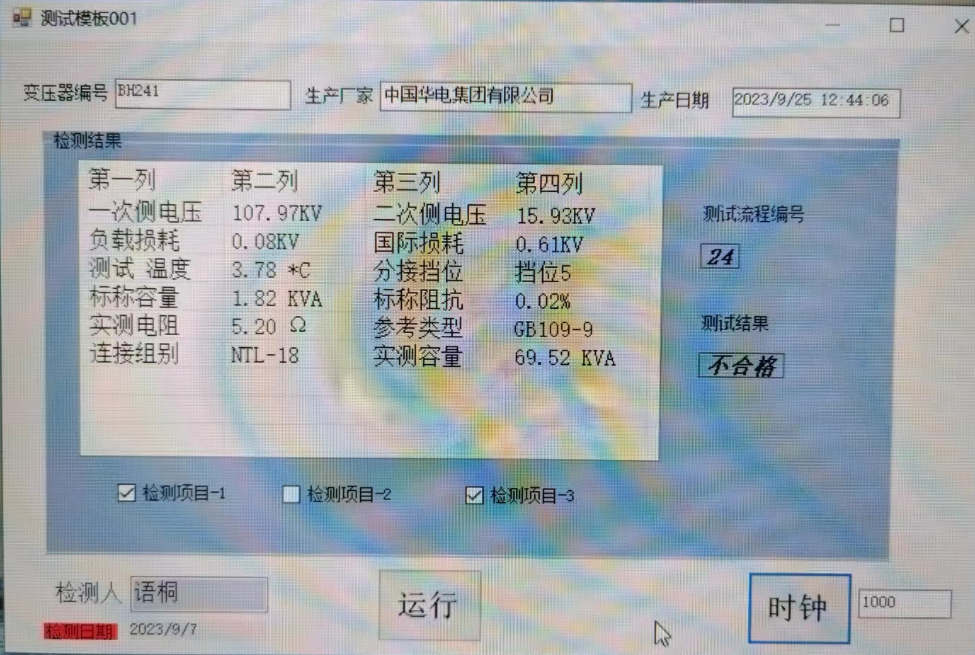 测试模板001
变压器编号 BH241 生产厂家 中国华电集团有限公司 生产日期 2023/9/25 12:44:06
检测结果
第一列 第二列 第三列 第四列
一次侧电压 107.97KV 二次侧电压 15.93KV
负载损耗 0.08KV 国际损耗 0.61KV
测试 温度 3.78 *C 分接挡位 挡位5
标称容量 1.82 KVA 标称阻抗 0.02%
实测电阻 5.20 Ω 参考类型 GB109-9
连接组别 NTL-18 实测容量 69.52 KVA
测试流程编号
24
测试结果
不合格
检测项目-1 检测项目-2 检测项目-3
检测人 语桐 运行 时钟 1000
检测日期 2023/9/7